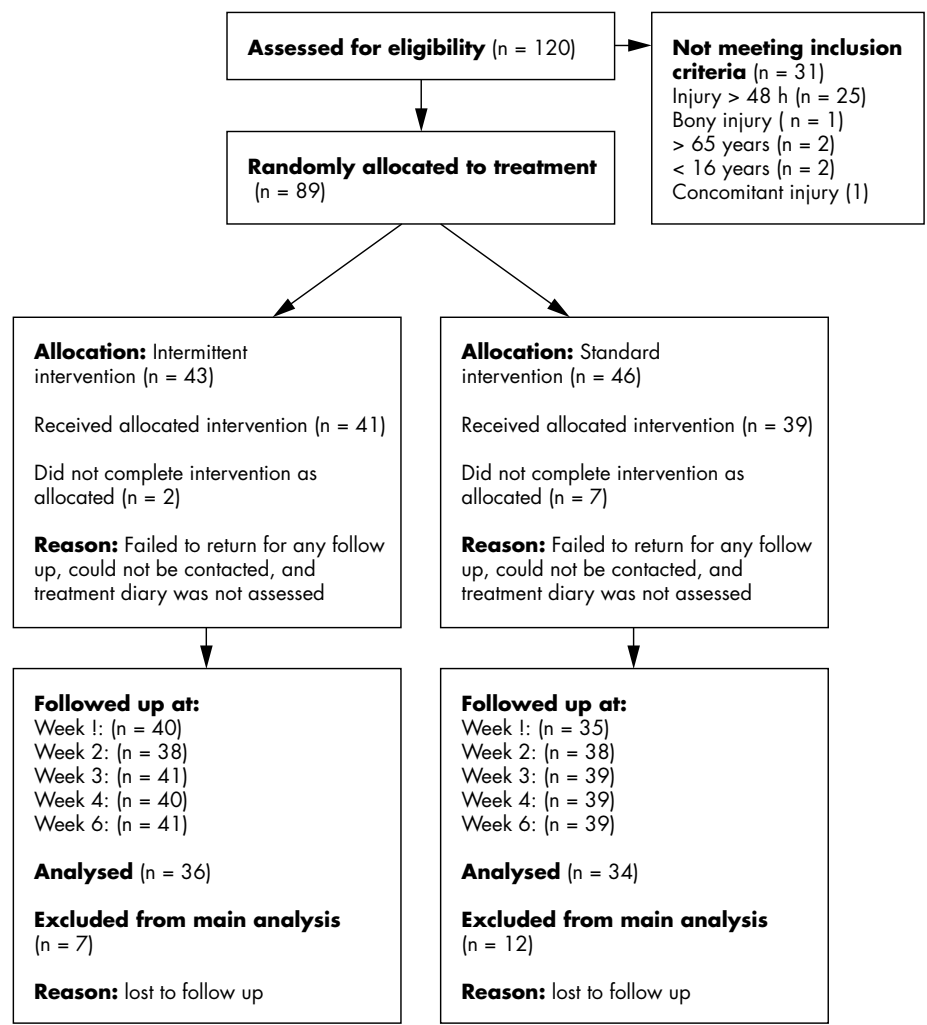 Assessed for eligibility (n = 120)
Not meeting inclusion
criteria (n = 31)
Injury > 48 h (n = 25)
Bony injury ( n = 1)
> 65 years (n = 2)
< 16 years (n = 2)
Concomitant injury (1)
Randomly allocated to treatment
(n = 89)
Allocation: Intermittent
intervention (n = 43)
Received allocated intervention (n = 41)
Did not complete intervention as
allocated (n = 2)
Reason: Failed to return for any follow
up, could not be contacted, and
treatment diary was not assessed
Allocation: Standard
intervention (n = 46)
Received allocated intervention (n = 39)
Did not complete intervention as
allocated (n = 7)
Reason: Failed to return for any follow
up, could not be contacted, and
treatment diary was not assessed
Followed up at:
Week !: (n = 40)
Week 2: (n = 38)
Week 3: (n = 41)
Week 4: (n = 40)
Week 6: (n = 41)
Analysed (n = 36)
Excluded from main analysis
(n = 7)
Reason: lost to follow up
Followed up at:
Week !: (n = 35)
Week 2: (n = 38)
Week 3: (n = 39)
Week 4: (n = 39)
Week 6: (n = 39)
Analysed (n = 34)
Excluded from main analysis
(n = 12)
Reason: lost to follow up